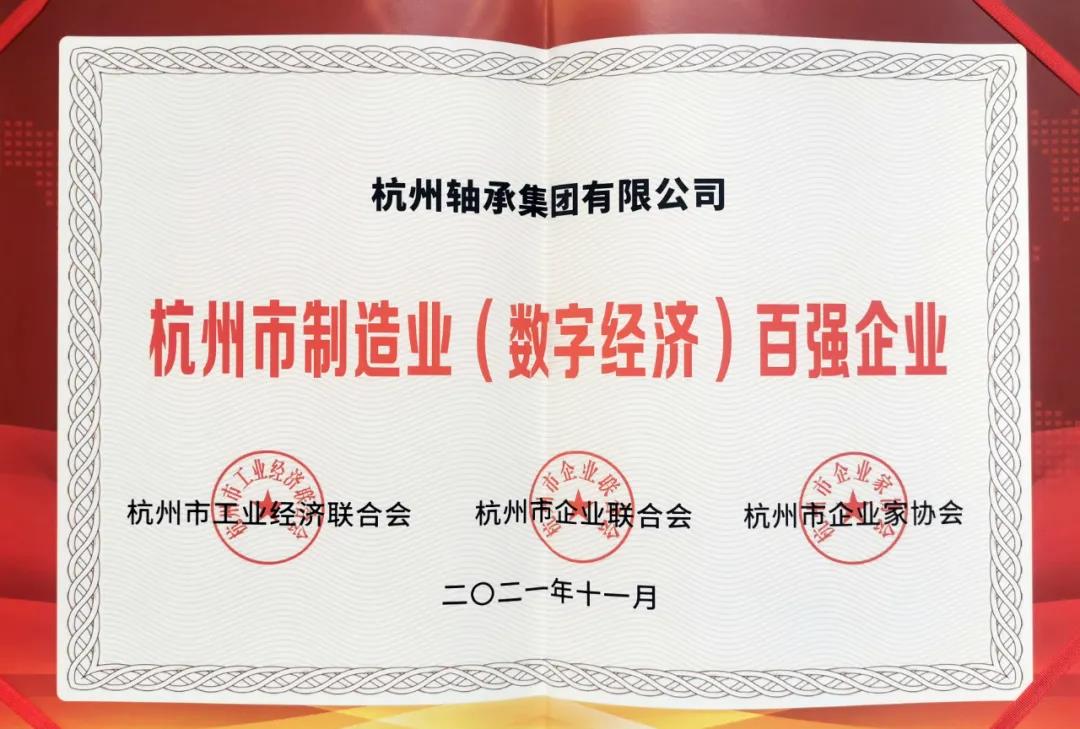 杭州轴承集团有限公司
杭州市制造业（数字经济）百强企业
杭州市工业经济联合会
杭州市企业联合会
杭州市企业家协会
二〇二一年十一月